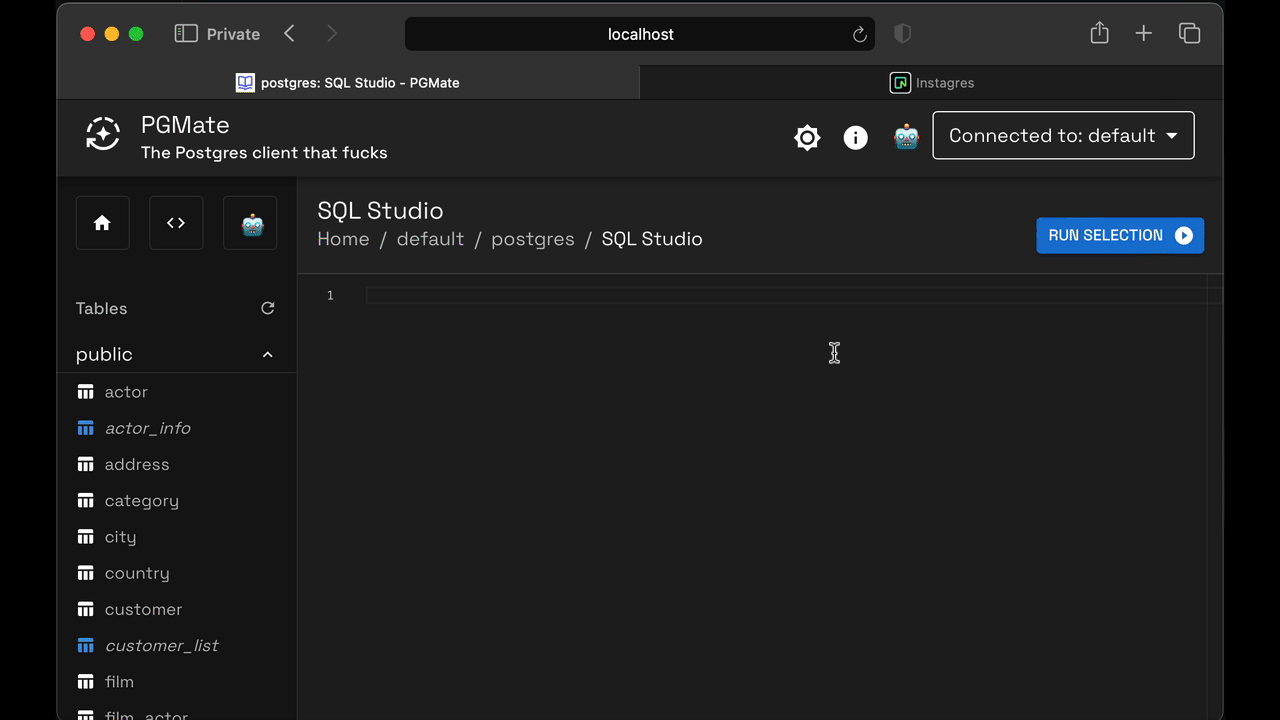 Private
localhost
postgres: SQL Studio - PGMate
Instagres
PGMate
The Postgres client that fucks
Connected to: default
SQL Studio
Home / default / postgres / SQL Studio
RUN SELECTION
Tables
public
actor
actor_info
address
category
city
country
customer
customer_list
film
film_actor
1